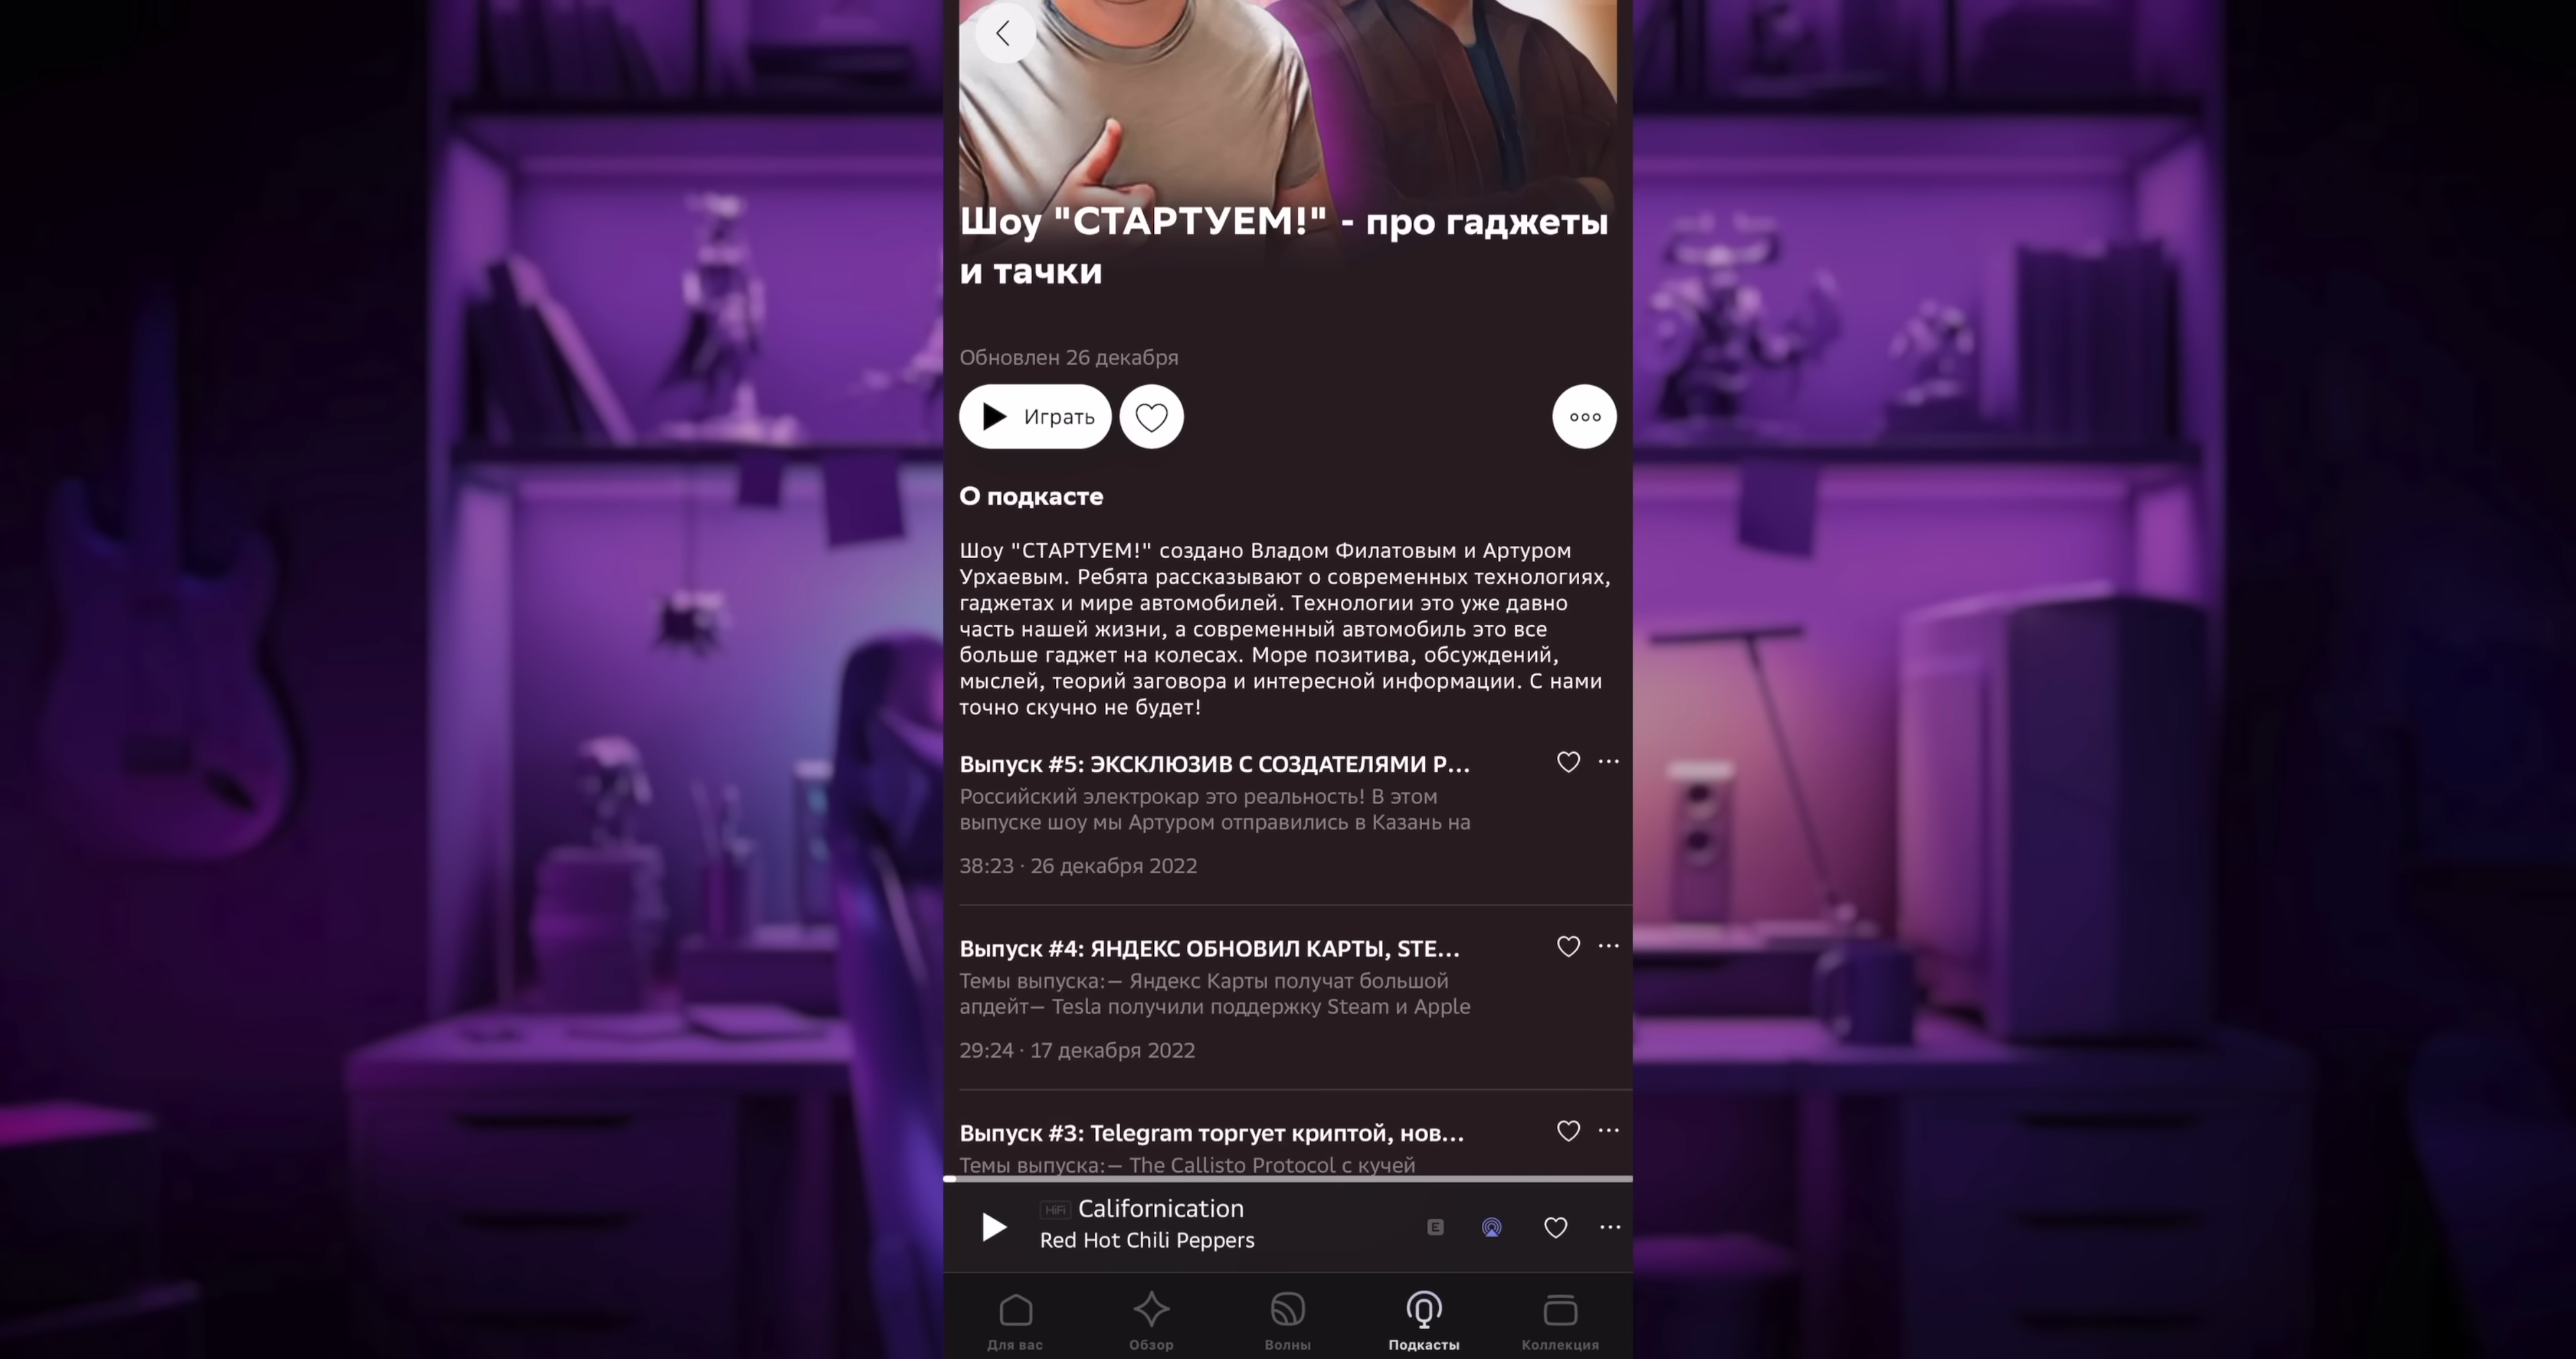 Шоу "СТАРТУЕМ!" - про гаджеты
и тачки
Обновлен 26 декабря
Играть
О подкасте
Шоу "СТАРТУЕМ!" создано Владом Филатовым и Артуром
Урхаевым. Ребята рассказывают о современных технологиях,
гаджетах и мире автомобилей. Технологии это уже давно
часть нашей жизни, а современный автомобиль это все
больше гаджет на колесах. Море позитива, обсуждений,
мыслей, теорий заговора и интересной информации. С нами
точно скучно не будет!
Выпуск #5: ЭКСКЛЮЗИВ С СОЗДАТЕЛЯМИ Р...
Российский электрокар это реальность! В этом
выпуске шоу мы Артуром отправились в Казань на
38:23 · 26 декабря 2022
Выпуск #4: ЯНДЕКС ОБНОВИЛ КАРТЫ, STE...
Темы выпуска:— Яндекс Карты получат большой
апдейт— Tesla получили поддержку Steam и Apple
29:24 · 17 декабря 2022
Выпуск #3: Telegram торгует криптой, нов...
Темы выпуска:— The Callisto Protocol с кучей
HiFi Californication
E
Red Hot Chili Peppers
Для вас
Обзор
Волны
Подкасты
Коллекция